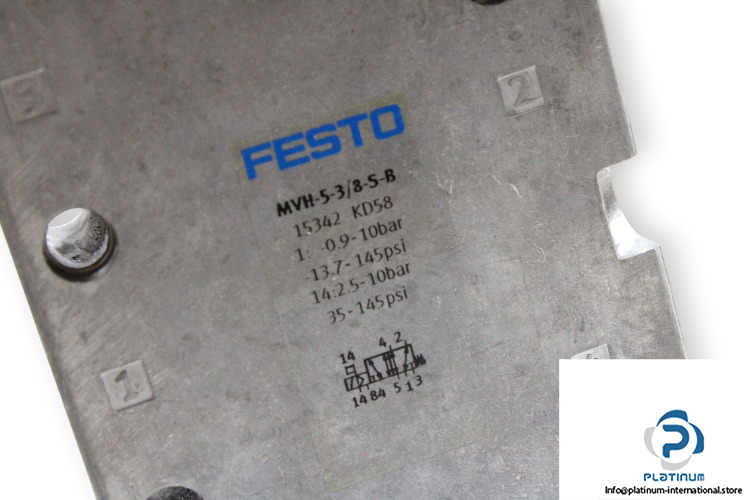 3
2
FESTO
MVH-5-3/8-S-B
15342 KD58
1: -0.9-10bar
-13.7-145psi
14:2.5-10bar
35-145psi
14 4 2
14 84 5 1 3
1
PLATINUM
Info@platinum-international.store